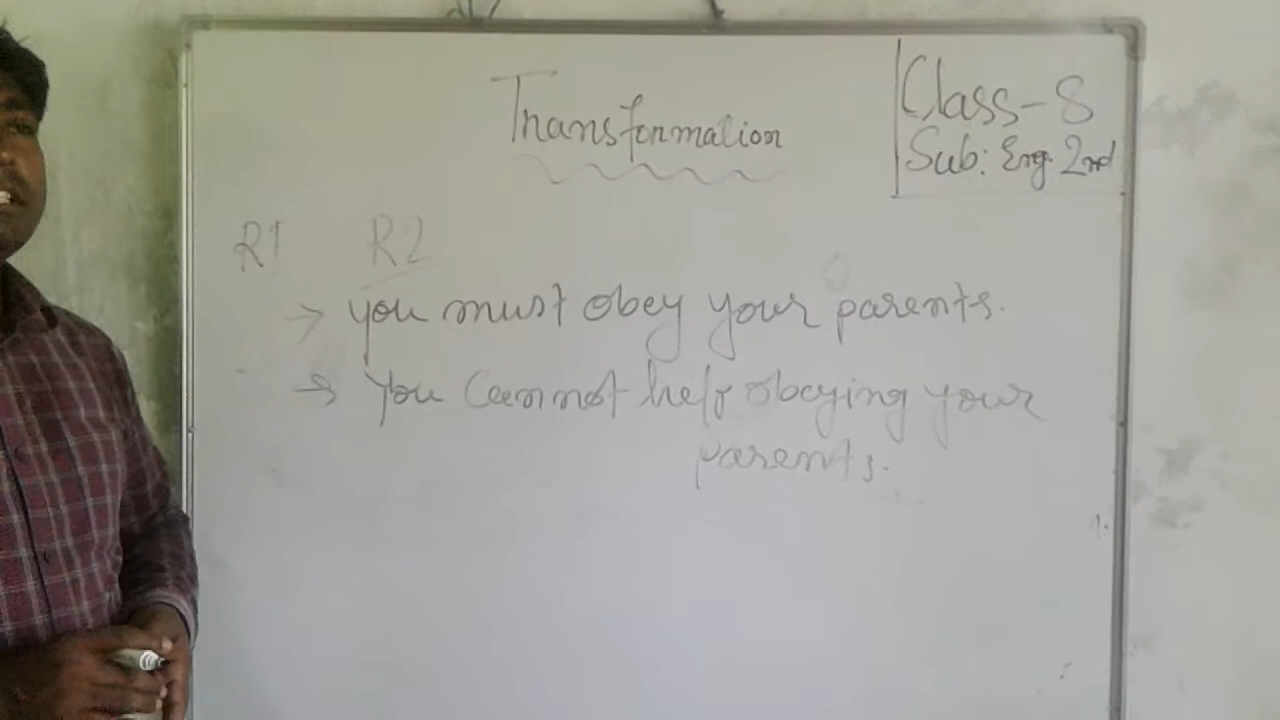 Transformation
Class-8
Sub: Eng. 2nd
R1 R2
→ you must obey your parents.
→ You cannot help obeying your
parents.